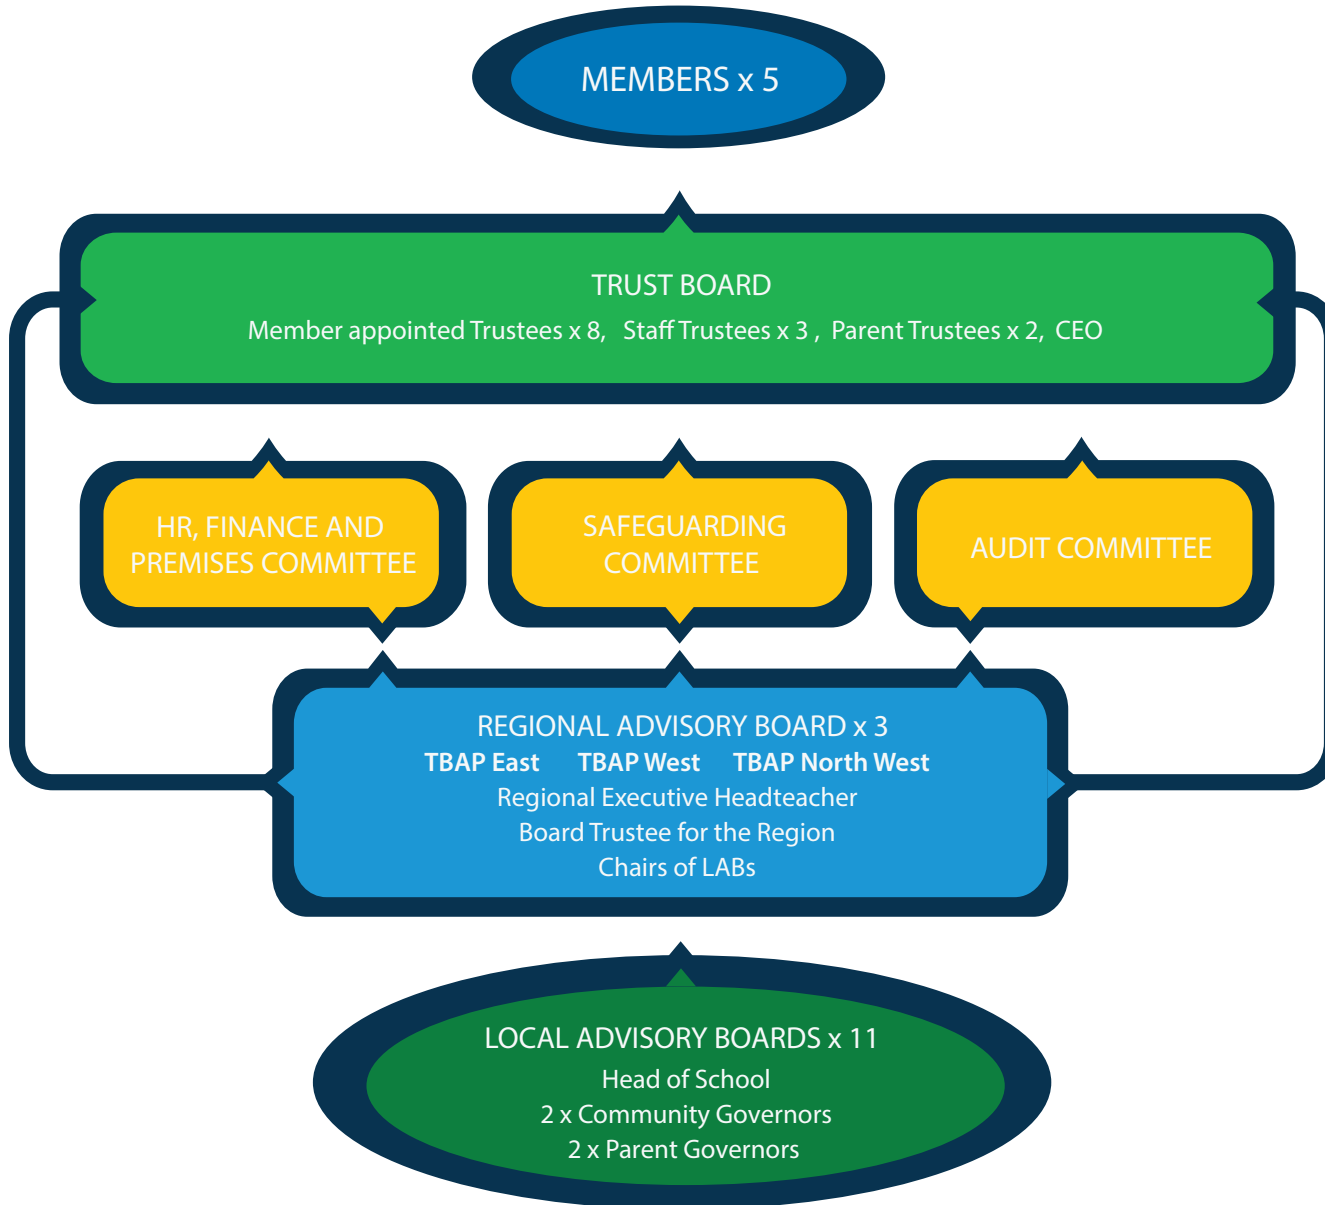 MEMBERS x 5
TRUST BOARD
Member appointed Trustees x 8, Staff Trustees x 3 , Parent Trustees x 2, CEO
HR, FINANCE AND
PREMISES COMMITTEE
SAFEGUARDING
COMMITTEE
AUDIT COMMITTEE
REGIONAL ADVISORY BOARD x 3
TBAP East TBAP West TBAP North West
Regional Executive Headteacher
Board Trustee for the Region
Chairs of LABs
LOCAL ADVISORY BOARDS x 11
Head of School
2 x Community Governors
2 x Parent Governors